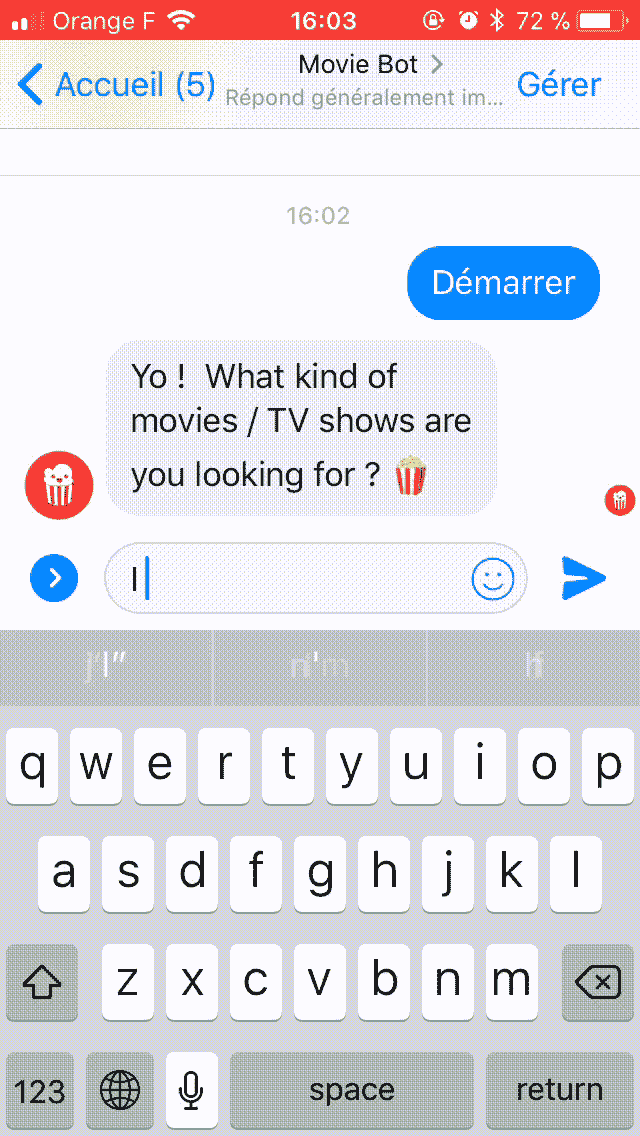 Orange F 16:03 72 %
Accueil (5) Movie Bot Gérer
Répond généralement im...
16:02
Démarrer
Yo ! What kind of
movies / TV shows are
you looking for ?
I
q w e r t y u i o p
a s d f g h j k l
z x c v b n m
123 space return